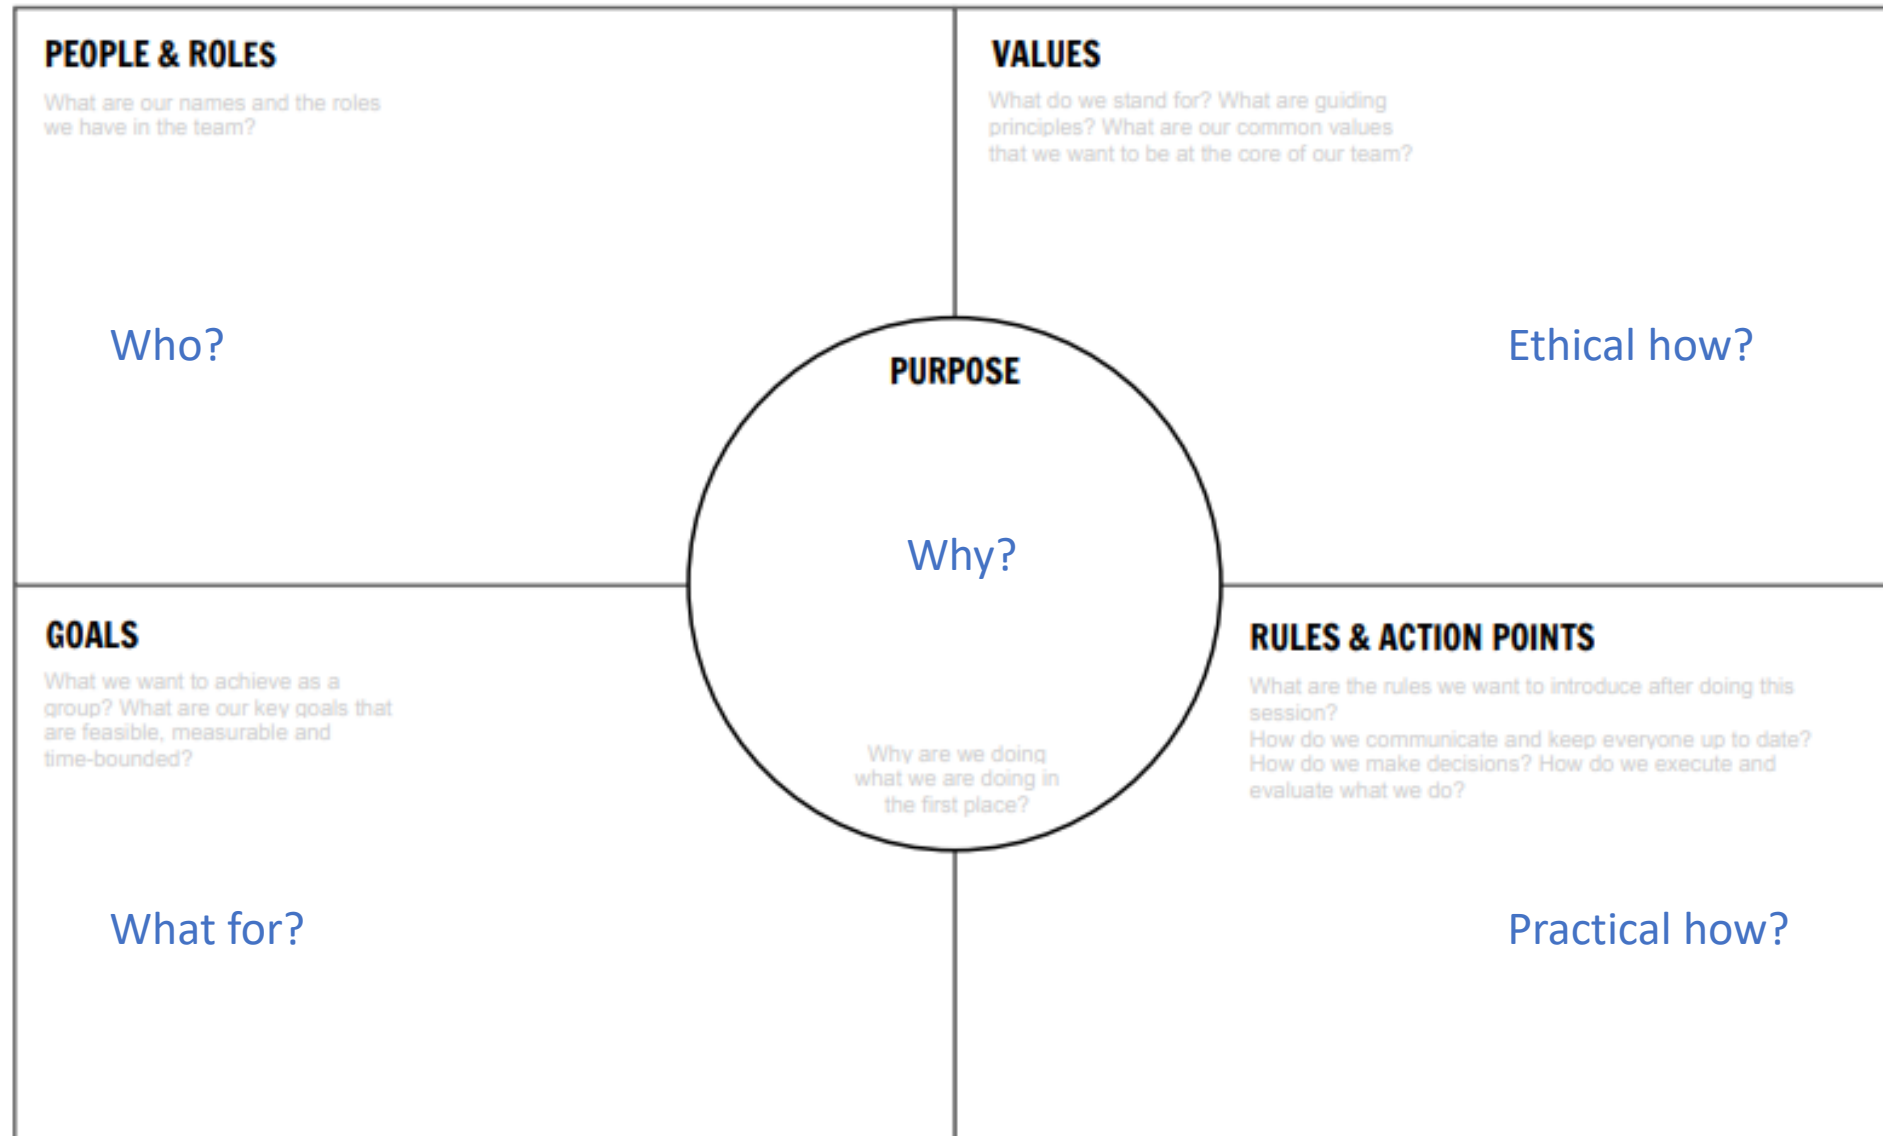 PEOPLE & ROLES
What are our names and the roles
we have in the team?
Who?
VALUES
What do we stand for? What are guiding
principles? What are our common values
that we want to be at the core of our team?
Ethical how?
PURPOSE
Why?
Why are we doing
what we are doing in
the first place?
GOALS
What we want to achieve as a
group? What are our key goals that
are feasible, measurable and
time-bounded?
What for?
RULES & ACTION POINTS
What are the rules we want to introduce after doing this
session?
How do we communicate and keep everyone up to date?
How do we make decisions? How do we execute and
evaluate what we do?
Practical how?